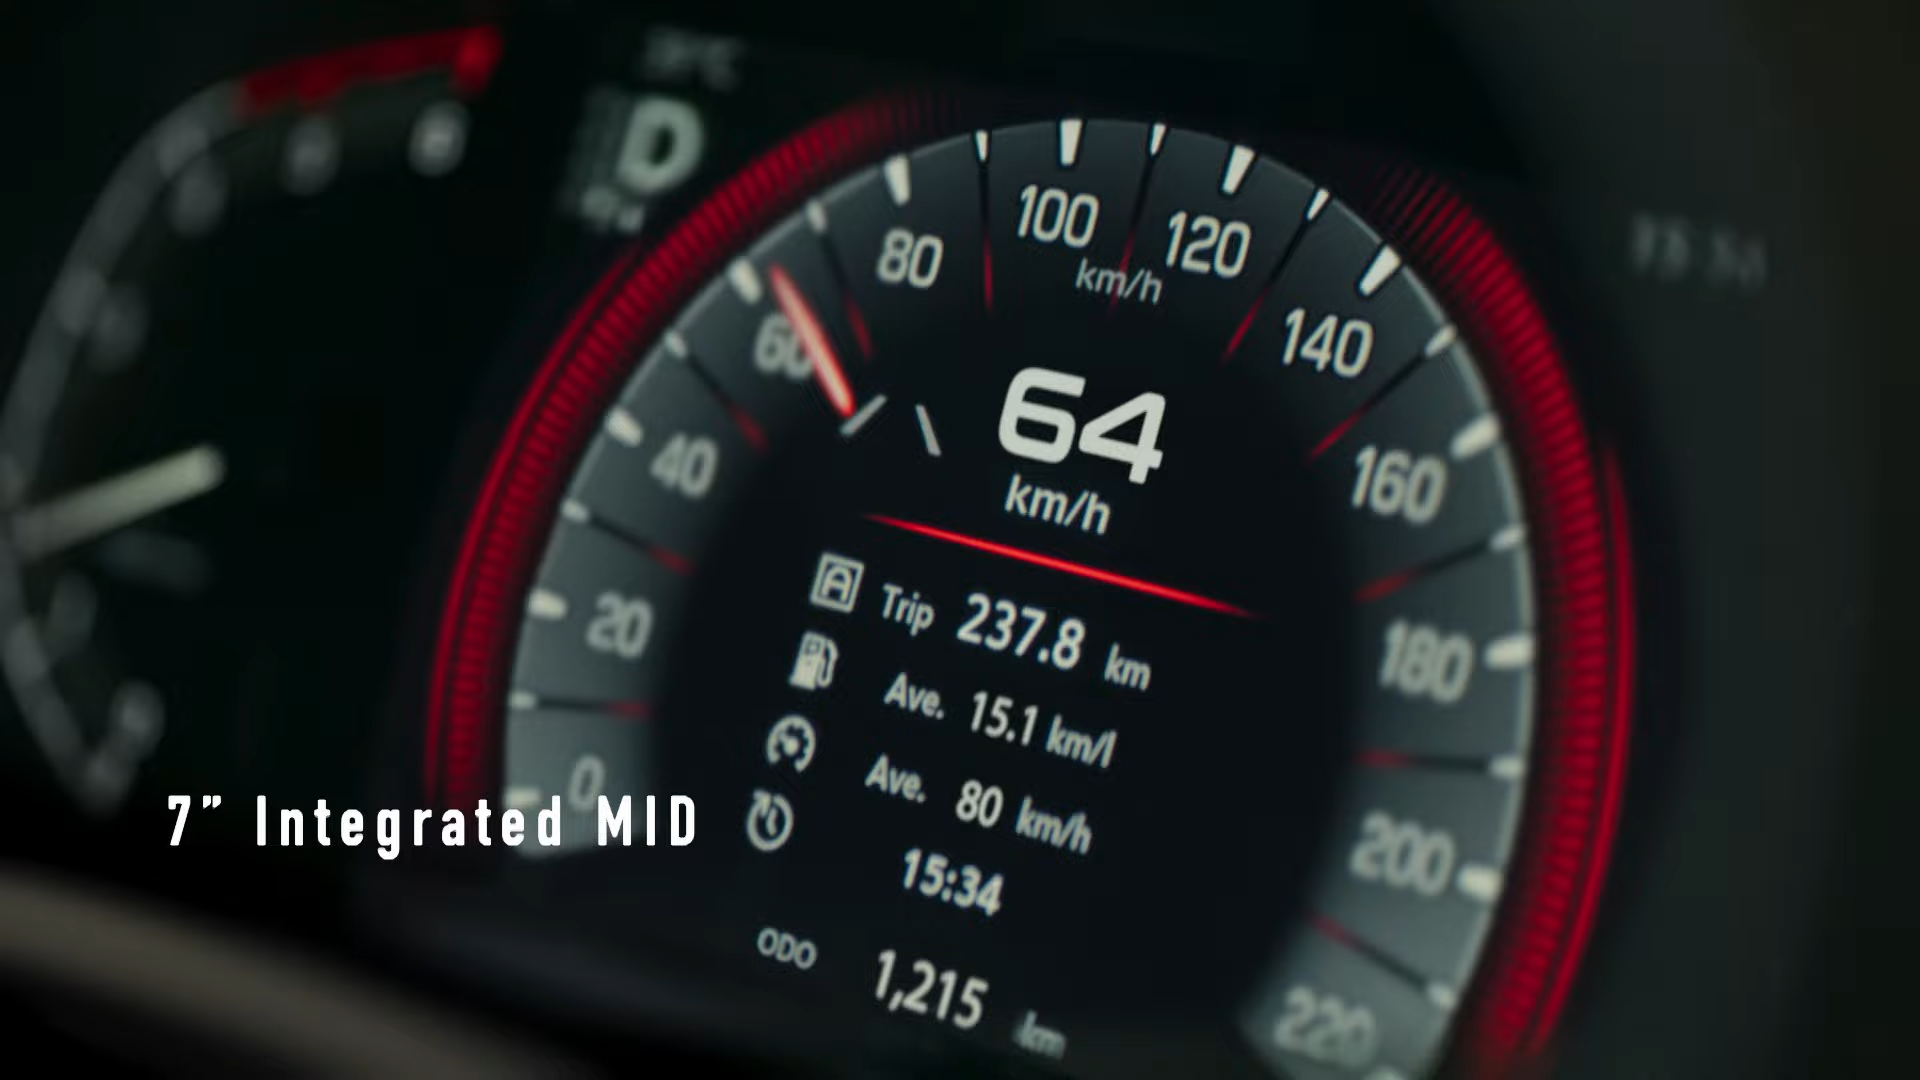 D
80
100
120
km/h
60
140
64
km/h
40
160
Trip 237.8 km
20
Ave. 15.1 km/l
180
Ave. 80 km/h
0
7” Integrated MID
15:34
200
ODO 1,215 km
220